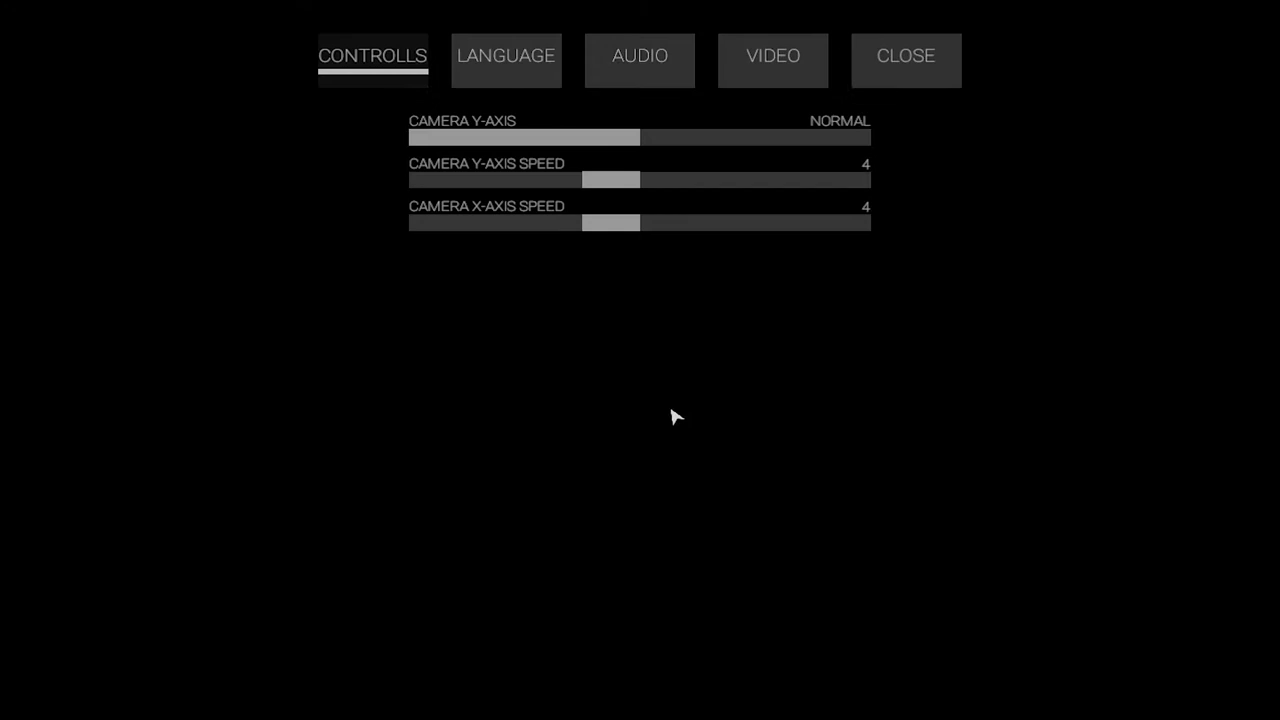 CONTROLLS LANGUAGE AUDIO VIDEO CLOSE
CAMERA Y-AXIS NORMAL
CAMERA Y-AXIS SPEED 4
CAMERA X-AXIS SPEED 4